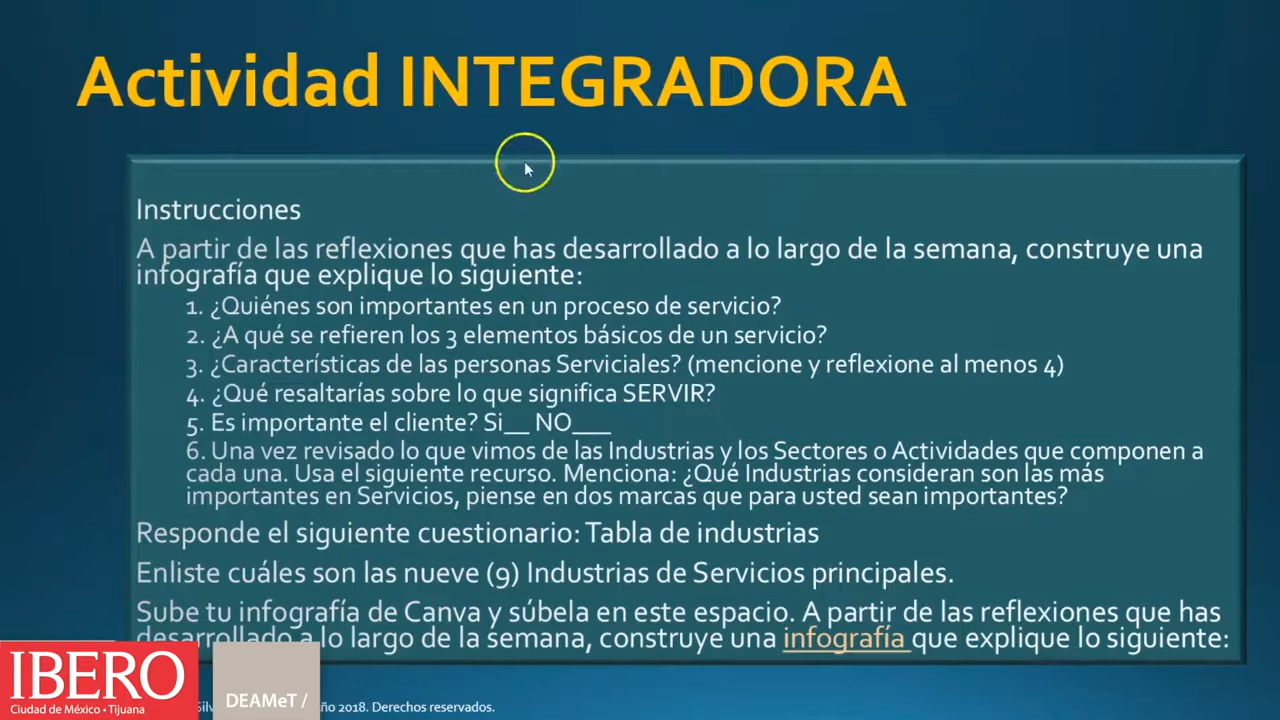 Actividad INTEGRADORA
Instrucciones
A partir de las reflexiones que has desarrollado a lo largo de la semana, construye una
infografía que explique lo siguiente:
1. ¿Quiénes son importantes en un proceso de servicio?
2. ¿A qué se refieren los 3 elementos básicos de un servicio?
3. ¿Características de las personas Serviciales? (mencione y reflexione al menos 4)
4. ¿Qué resaltarías sobre lo que significa SERVIR?
5. Es importante el cliente? Si__ NO___
6. Una vez revisado lo que vimos de las Industrias y los Sectores o Actividades que componen a
cada una. Usa el siguiente recurso. Menciona: ¿Qué Industrias consideran son las más
importantes en Servicios, piense en dos marcas que para usted sean importantes?
Responde el siguiente cuestionario: Tabla de industrias
Enliste cuáles son las nueve (9) Industrias de Servicios principales.
Sube tu infografía de Canva y súbela en este espacio. A partir de las reflexiones que has
desarrollado a lo largo de la semana, construye una infografía que explique lo siguiente:
IBERO
Ciudad de México • Tijuana
DEAMeT /
2018. Derechos reservados.